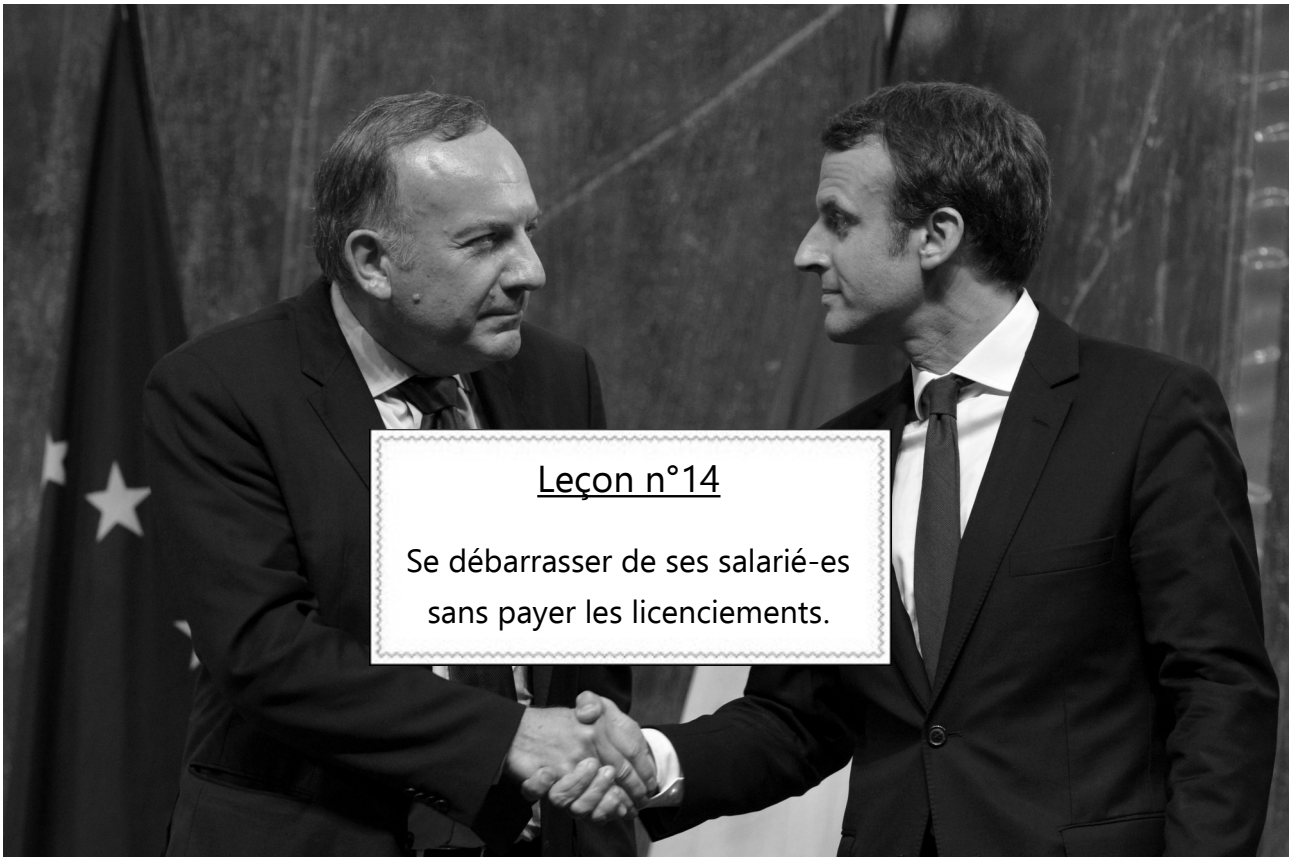 Leçon n°14
Se débarrasser de ses salarié-es
sans payer les licenciements.